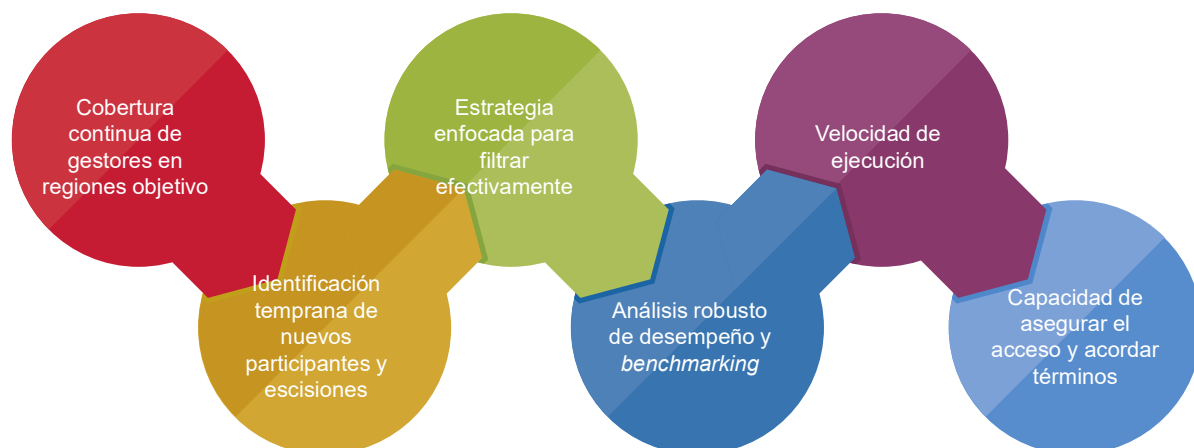 Cobertura
continua de
gestores en
regiones objetivo
Identificación
temprana de
nuevos
participantes y
escisiones
Estrategia
enfocada para
filtrar
efectivamente
Análisis robusto
de desempeño y
benchmarking
Velocidad de
ejecución
Capacidad de
asegurar el
acceso y acordar
términos